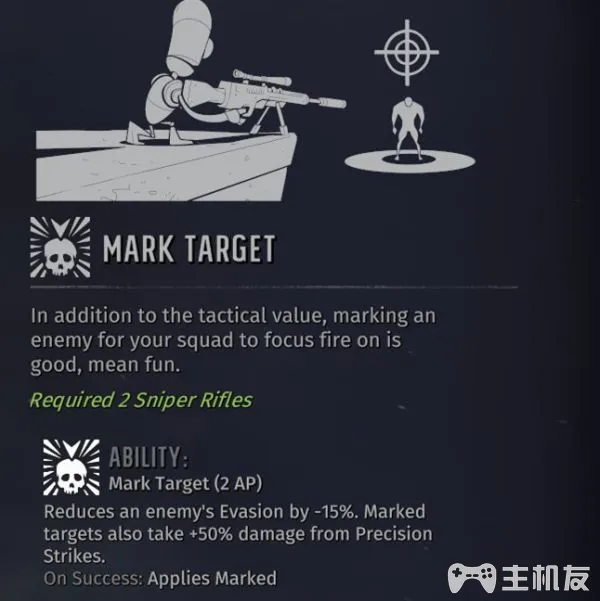 MARK TARGET
In addition to the tactical value, marking an
enemy for your squad to focus fire on is
good, mean fun.
Required 2 Sniper Rifles
ABILITY:
Mark Target (2 AP)
Reduces an enemy's Evasion by -15%. Marked
targets also take +50% damage from Precision
Strikes.
On Success: Applies Marked
主机友